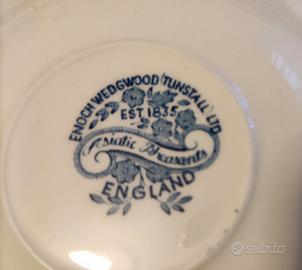 ENOCH WEDGWOOD (TUNSTALL) LTD
EST 1835
Asiatic Pheasants
ENGLAND
subito